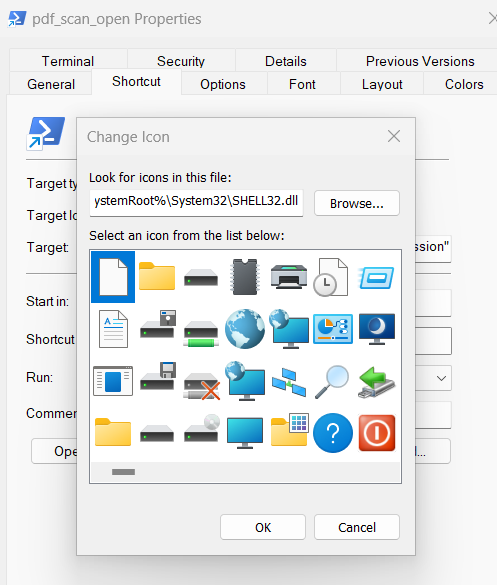 pdf_scan_open Properties
Terminal Security Details Previous Versions
General Shortcut Options Font Layout Colors
Change Icon
Look for icons in this file:
ystemRoot%\System32\SHELL32.dll
Browse...
Select an icon from the list below:
Target ty
Target lo
Target: ssion"
Start in:
Shortcut
Run:
Comme
Ope ...
OK Cancel